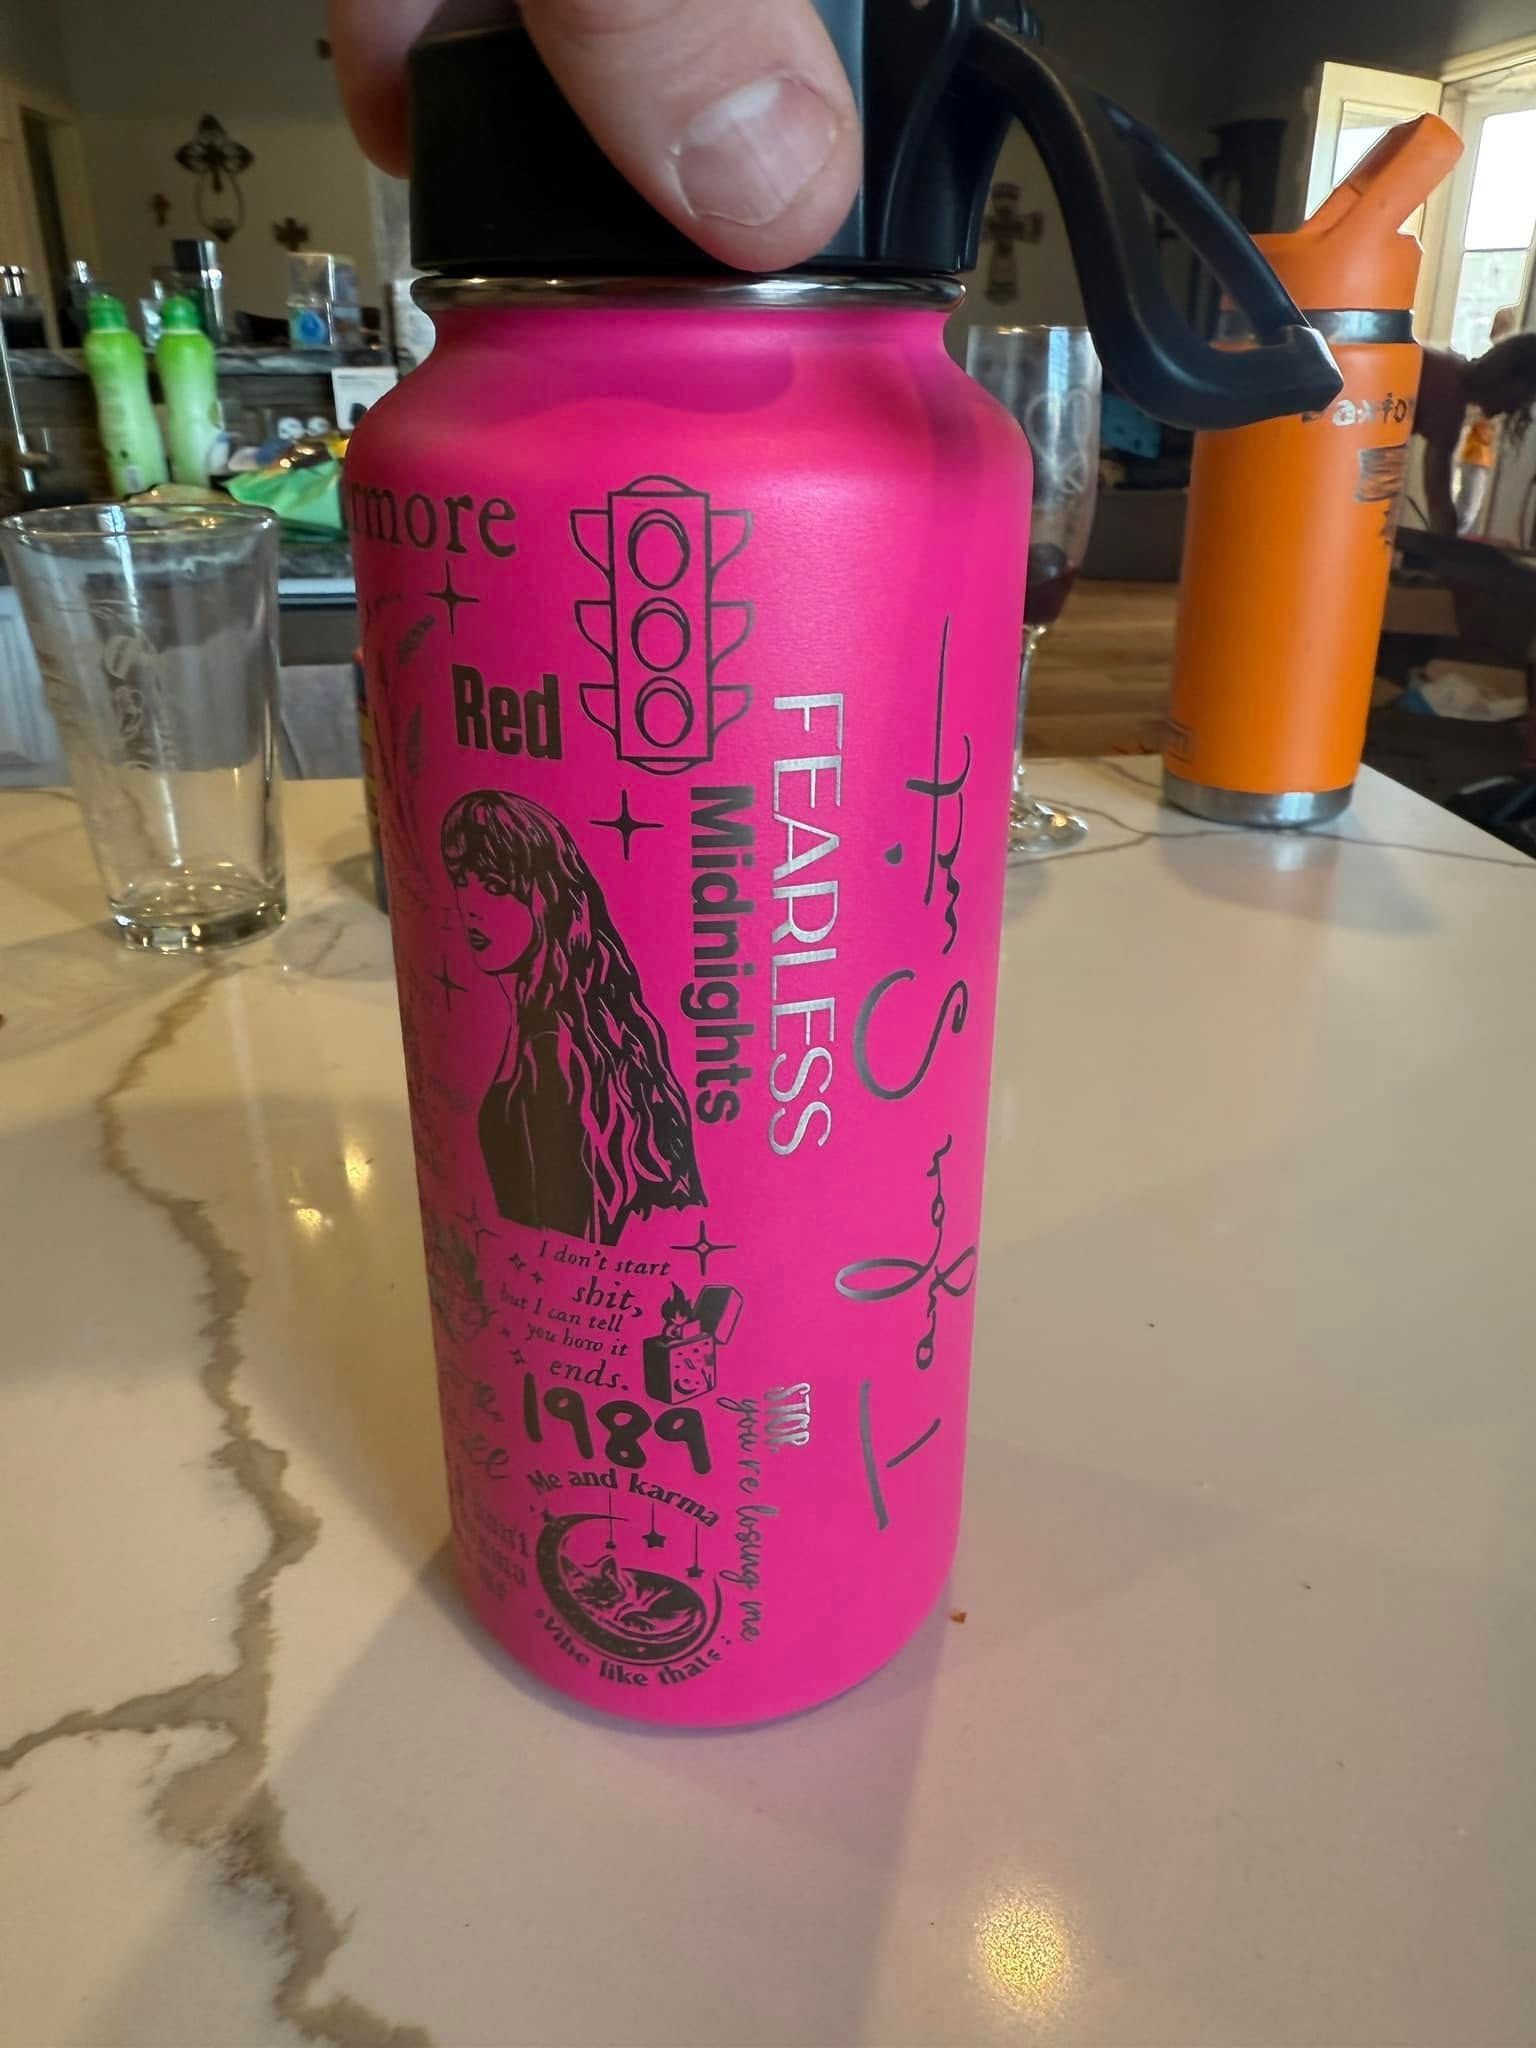 rmore
Red
Midnights
FEARLESS
Taylor Swift
I don't start
shit,
but I can tell
you how it
ends.
1989
Me and karma
vibe like that
STOP,
you're losing me